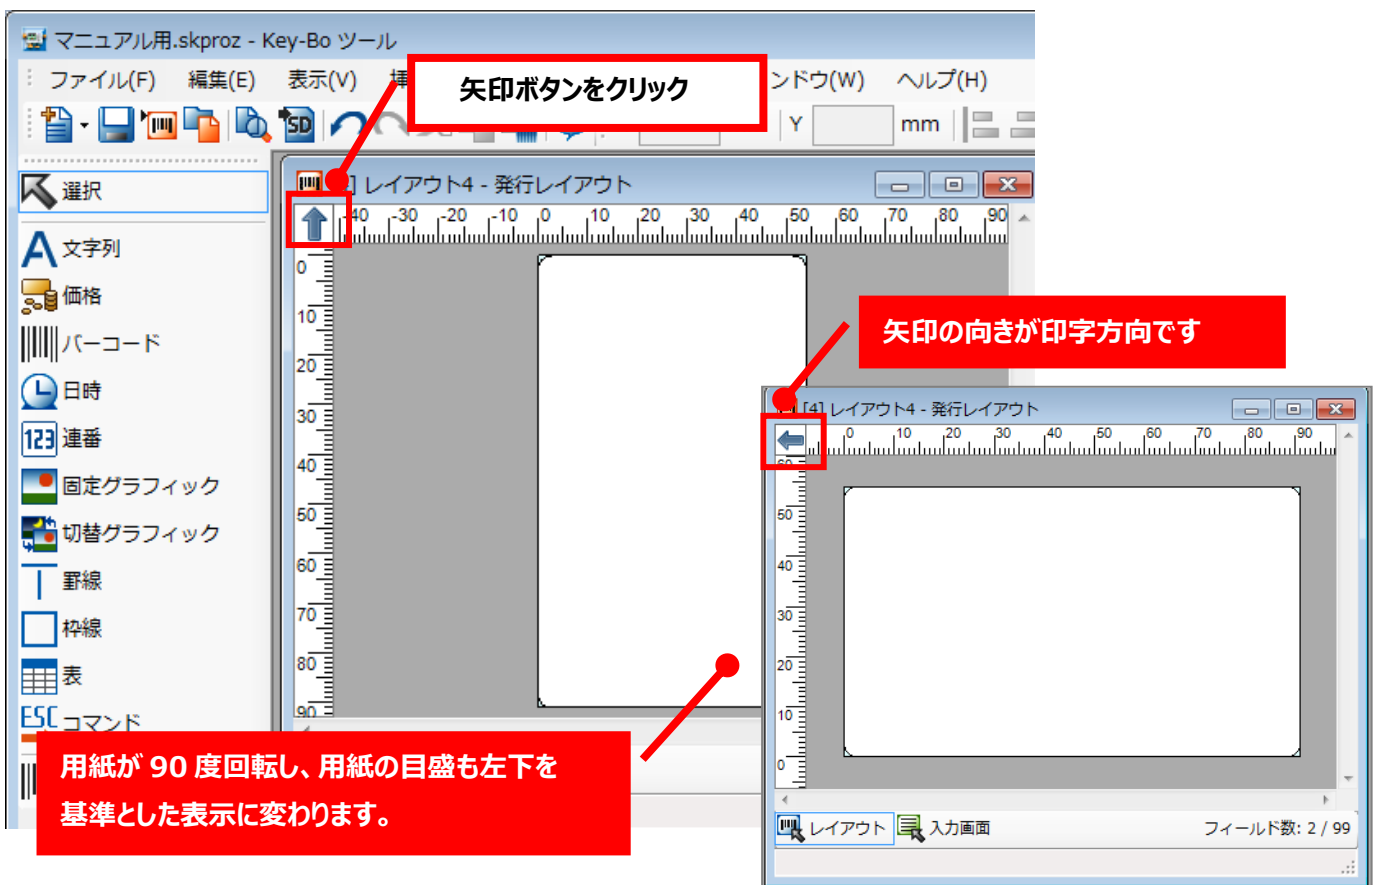 マニュアル用.skproz - Key-Bo ツール
ファイル(F) 編集(E) 表示(V) ンドウ(W) ヘルプ(H)
矢印ボタンをクリック
SD Y mm
選択
文字列
価格
バーコード
日時
123 連番
固定グラフィック
切替グラフィック
罫線
枠線
表
ESC コマンド
] レイアウト4 - 発行レイアウト
-40 -30 -20 -10 0 10 20 30 40 50 60 70 80 90
0
10
20
30
40
50
60
70
80
90
矢印の向きが印字方向です
[4] レイアウト4 - 発行レイアウト
0 10 20 30 40 50 60 70 80 90
60
50
40
30
20
10
0
レイアウト 入力画面 フィールド数: 2 / 99
用紙が 90 度回転し、用紙の目盛も左下を
基準とした表示に変わります。